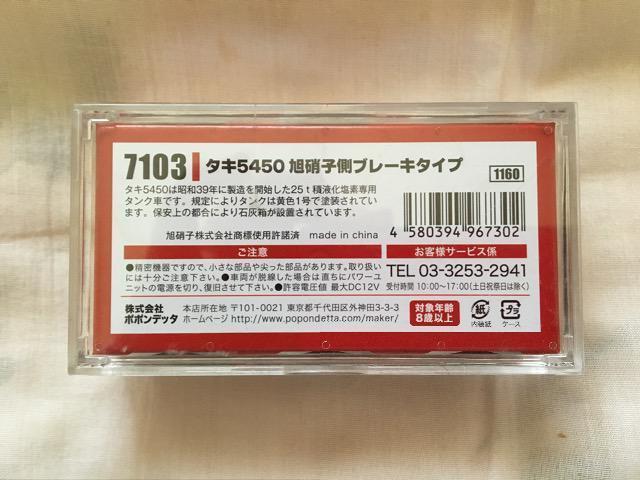 7103 タキ5450 旭硝子側ブレーキタイプ 1160
タキ5450は昭和39年に製造を開始した25t積液化塩素専用
タンク車です。規定によりタンクは黄色1号で塗装されてい
ます。保安上の都合により石灰箱が設置されています。
旭硝子株式会社商標使用許諾済 made in china
4 580394 967302
ご注意
●精密機器ですので、小さな部品や尖った部品があります。取り扱い
には十分ご注意下さい。●車両が脱線した場合は直ちにパワーユ
ニットの電源を切り、復旧させて下さい。●許容電圧値 最大DC12V
お客様サービス係
TEL 03-3253-2941
受付時間 10:00〜17:00(土日祝祭日は除く)
株式会社
ポポンデッタ
本店所在地 〒101-0021 東京都千代田区外神田3-3-3
ホームページ http://www.popondetta.com/maker/
対象年齢
8歳以上
紙
内装紙
プラ
ケース